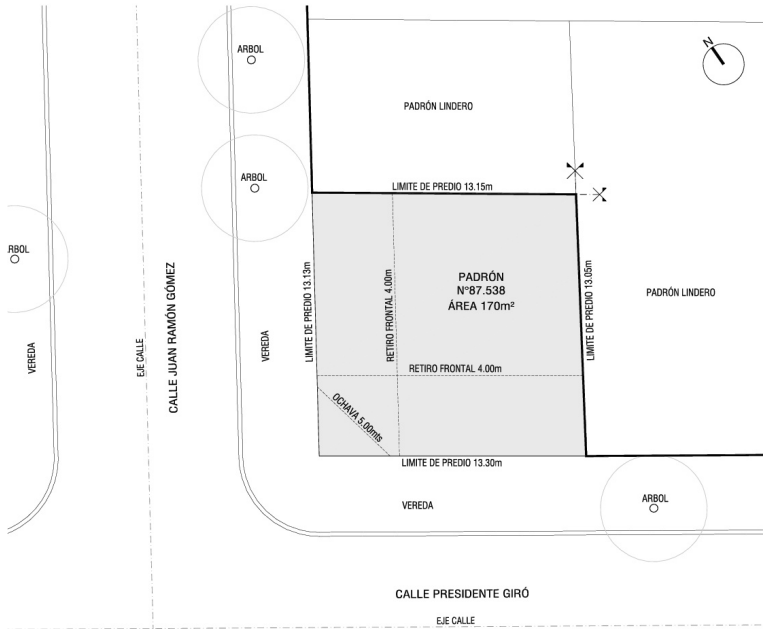 ARBOL
N
PADRÓN LINDERO
ARBOL
LIMITE DE PREDIO 13.15m
RBOL
CALLE JUAN RAMÓN GÓMEZ
LIMITE DE PREDIO 13.13m
RETIRO FRONTAL 4.00m
PADRÓN
N°87.538
ÁREA 170m²
LIMITE DE PREDIO 13.05m
PADRÓN LINDERO
VEREDA
EJE CALLE
VEREDA
RETIRO FRONTAL 4.00m
OCHAVA 5.00mts
LIMITE DE PREDIO 13.30m
VEREDA
ARBOL
CALLE PRESIDENTE GIRÓ
EJE CALLE